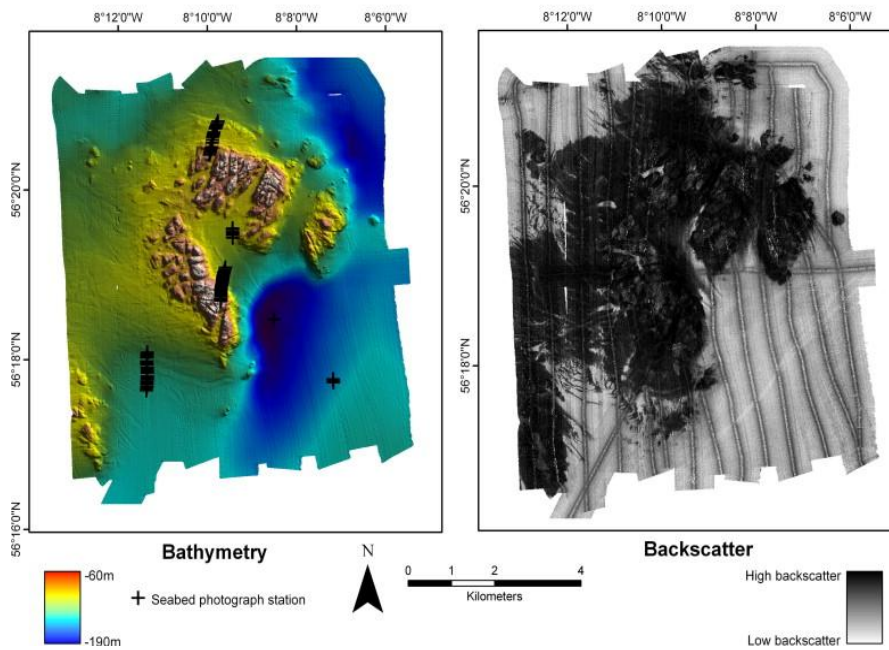 8°12'0"W 8°10'0"W 8°8'0"W 8°6'0"W
8°12'0"W 8°10'0"W 8°8'0"W 8°6'0"W
56°20'0"N
56°18'0"N
56°16'0"N
56°20'0"N
56°18'0"N
Bathymetry
N
Backscatter
-60m
-190m
Seabed photograph station
0 1 2 4
Kilometers
High backscatter
Low backscatter